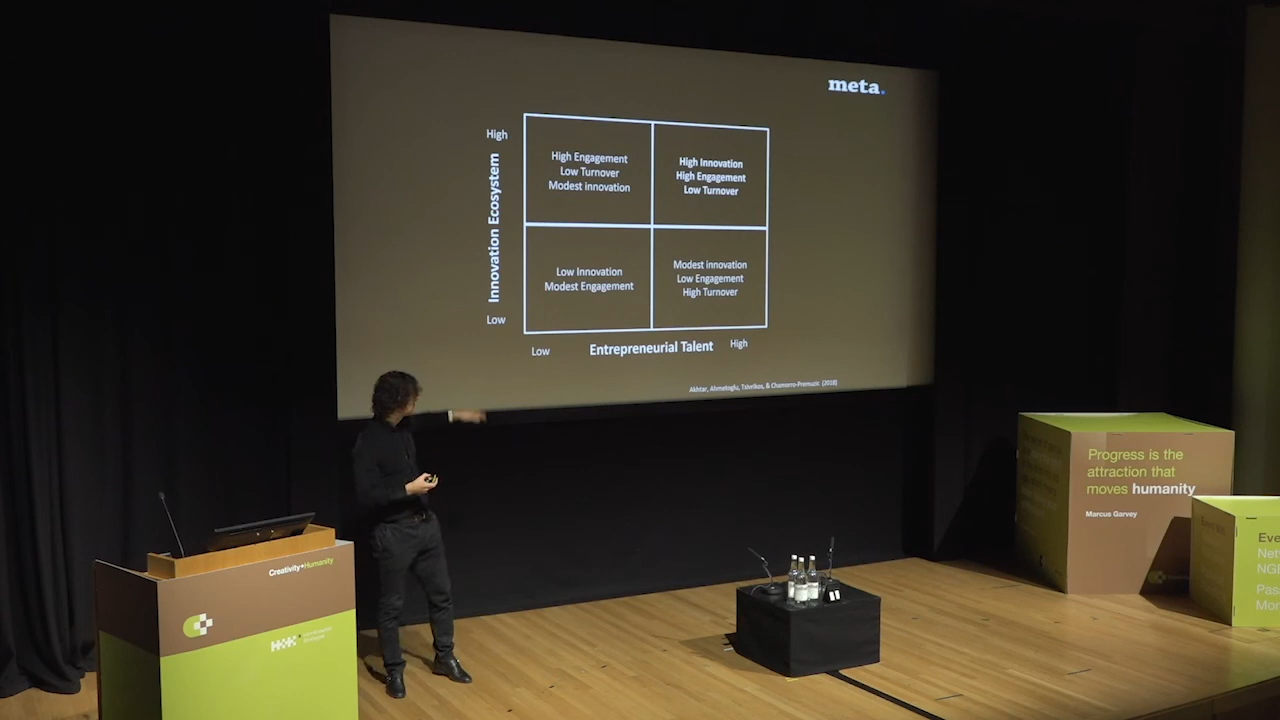 meta.
High
Innovation Ecosystem
Low
High Engagement
Low Turnover
Modest innovation
High Innovation
High Engagement
Low Turnover
Low Innovation
Modest Engagement
Modest innovation
Low Engagement
High Turnover
Low
Entrepreneurial Talent
High
Akhtar, Ahmetoglu, Tsivrikos, & Chamorro-Premuzic (2018)
Creativity+Humanity
Progress is the
attraction that
moves humanity
Marcus Garvey